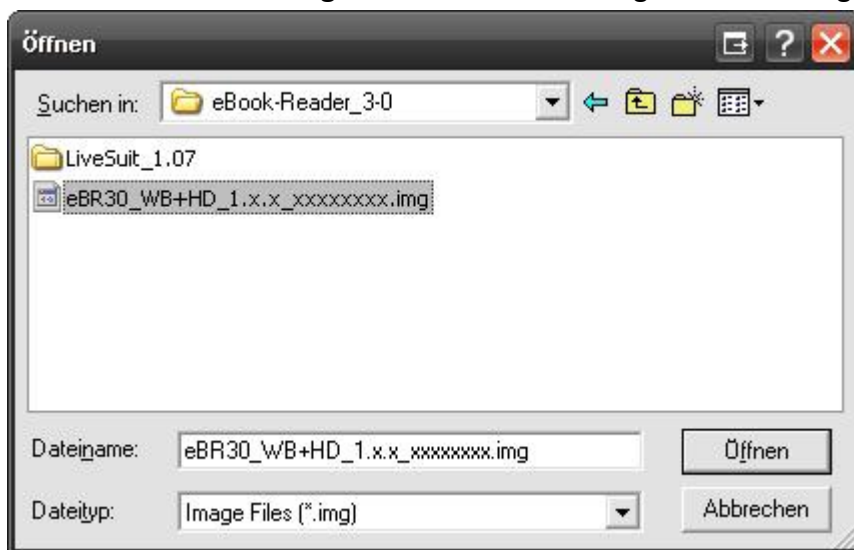 Öffnen
Suchen in: eBook-Reader_3-0
LiveSuit_1.07
eBR30_WB+HD_1.x.x_xxxxxxxx.img
Dateiname: eBR30_WB+HD_1.x.x_xxxxxxxx.img Öffnen
Dateityp: Image Files (*.img) Abbrechen